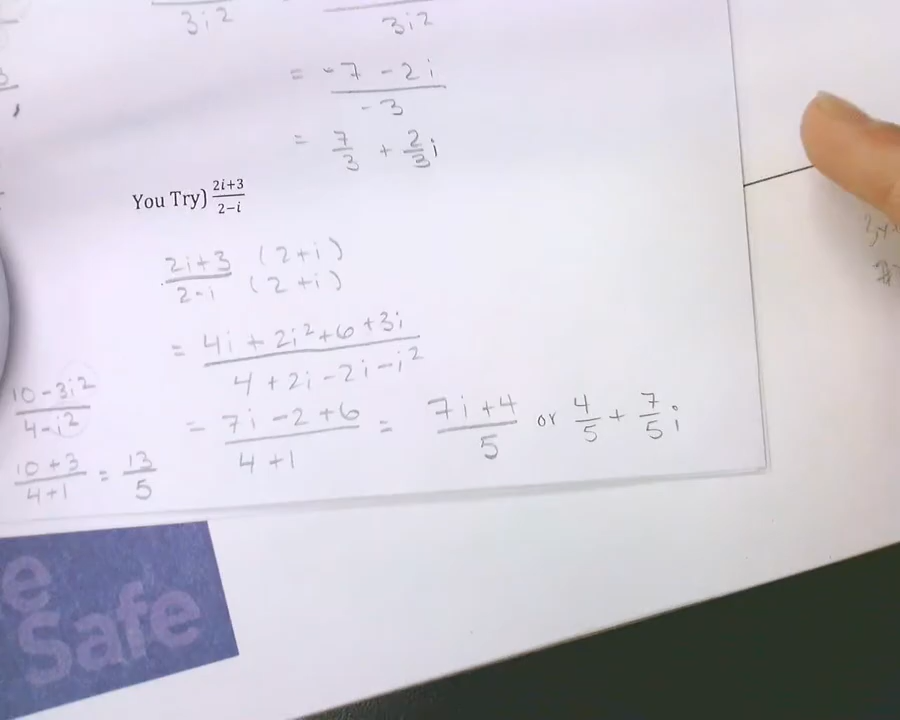 3i²
3i²
= -7 - 2i
-3
= 7/3 + 2/3 i
You Try) 2i+3 / 2-i
2i+3 (2+i)
2-i (2+i)
= 4i + 2i² + 6 + 3i
4 + 2i - 2i - i²
10 - 3i²
4 - i²
= 7i - 2 + 6 = 7i + 4 or 4/5 + 7/5 i
4 + 1
5
10 + 3 = 13
4 + 1
5
e
Safe